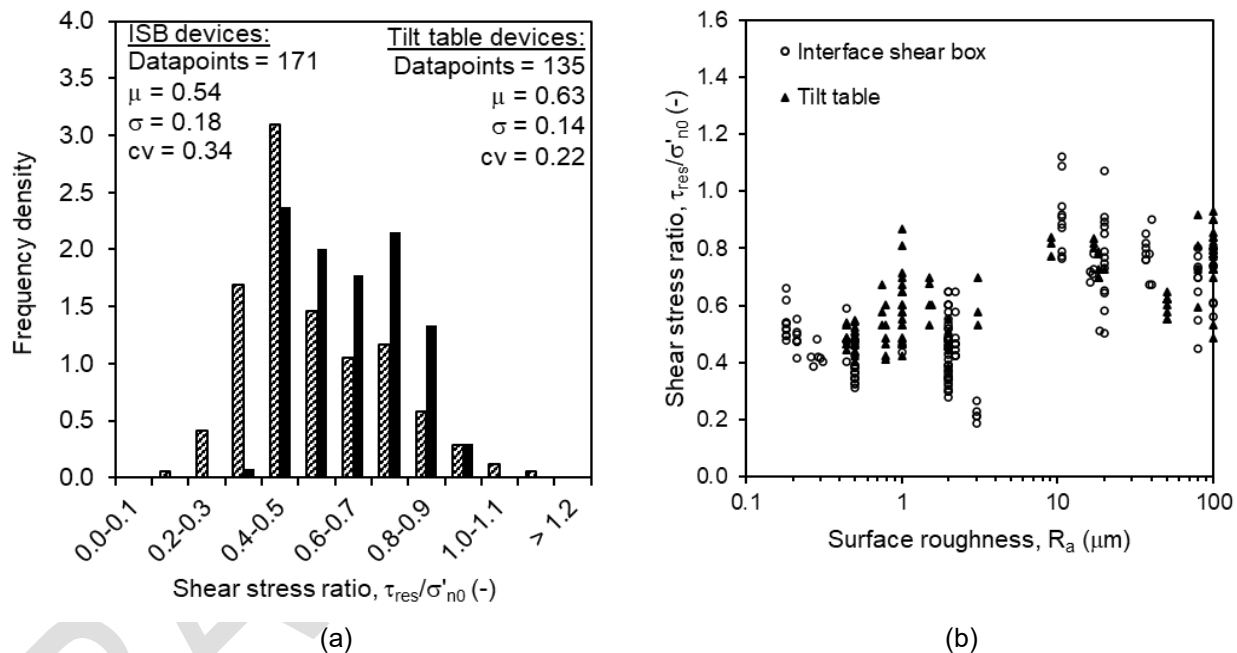 4.0
3.5
3.0
2.5
2.0
1.5
1.0
0.5
0.0
Frequency density
ISB devices:
Datapoints = 171
μ = 0.54
σ = 0.18
cv = 0.34
Tilt table devices:
Datapoints = 135
μ = 0.63
σ = 0.14
cv = 0.22
0.0-0.1
0.2-0.3
0.4-0.5
0.6-0.7
0.8-0.9
1.0-1.1
> 1.2
Shear stress ratio, τres/σ'n0 (-)
(a)
1.6
1.4
1.2
1.0
0.8
0.6
0.4
0.2
0.0
Shear stress ratio, τres/σ'n0 (-)
Interface shear box
Tilt table
0.1
1
10
100
Surface roughness, Ra (μm)
(b)